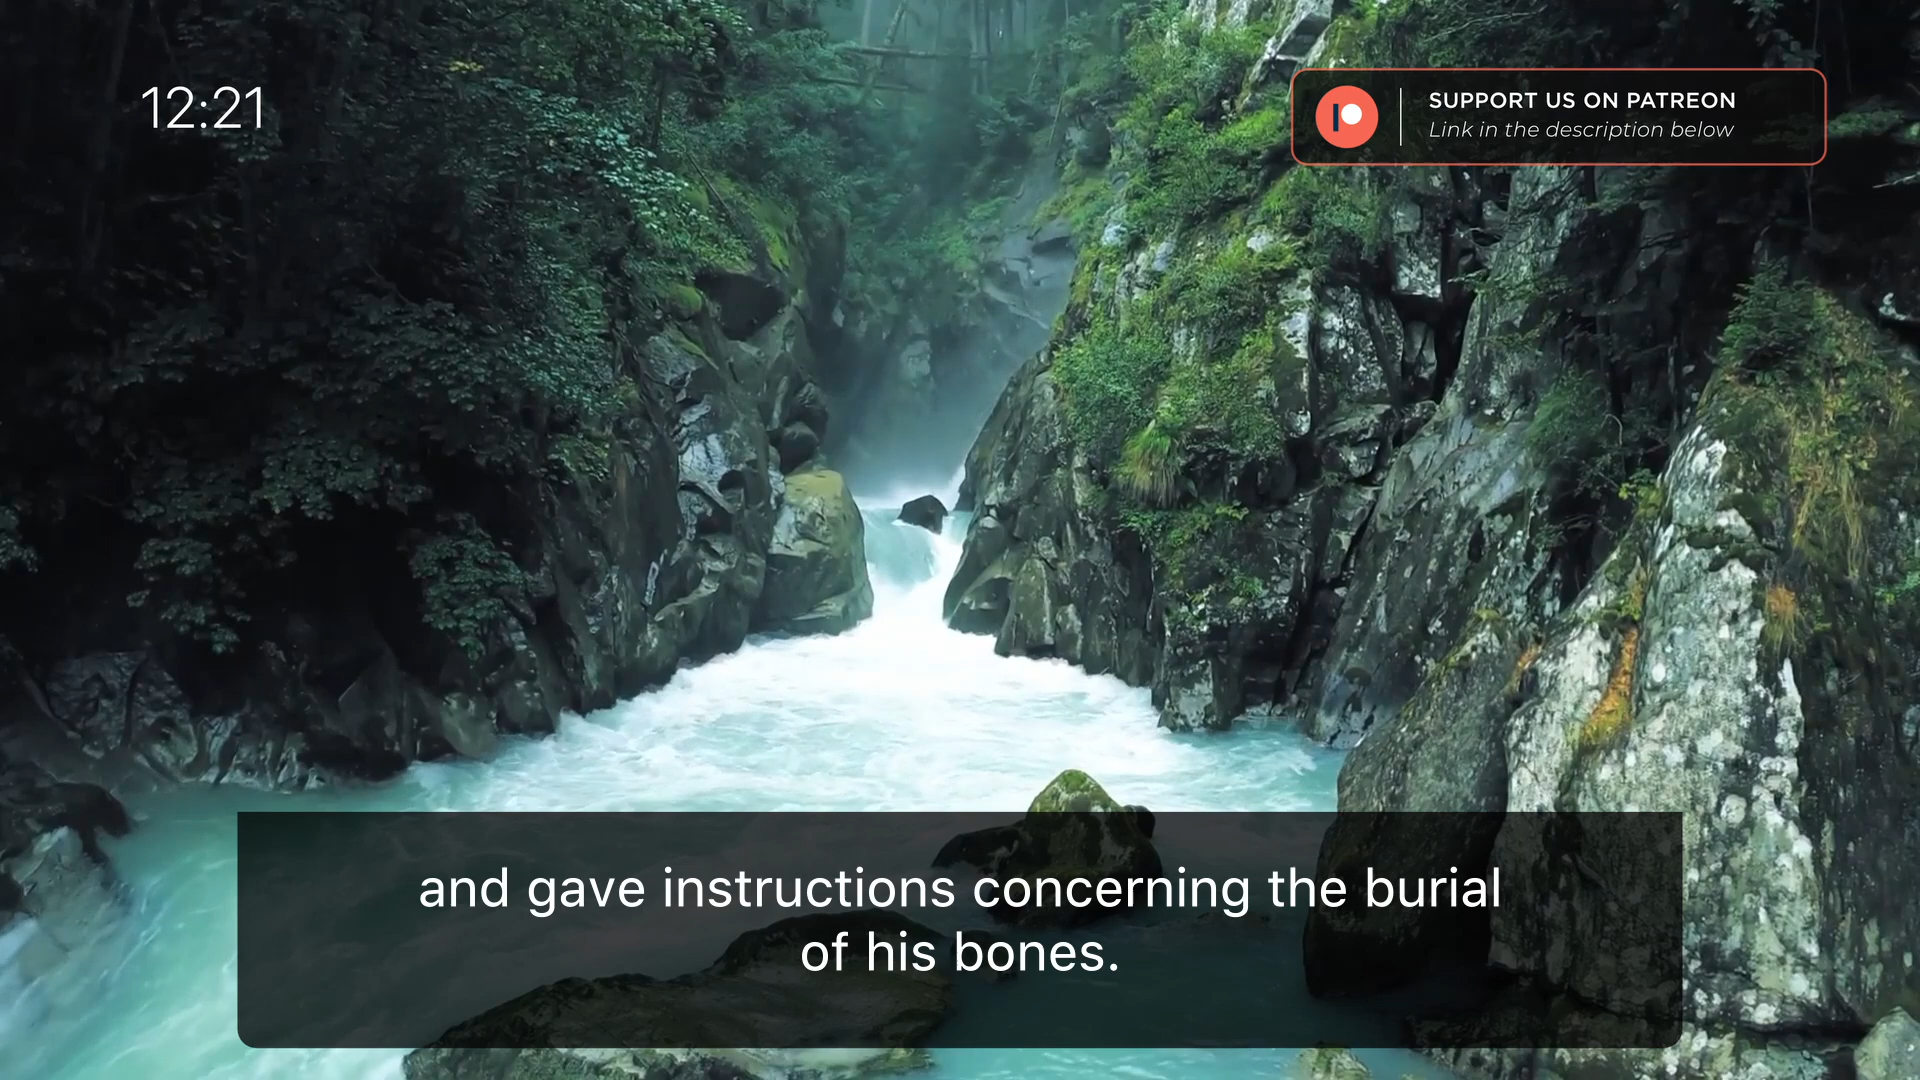 12:21
SUPPORT US ON PATREON
Link in the description below
and gave instructions concerning the burial
of his bones.